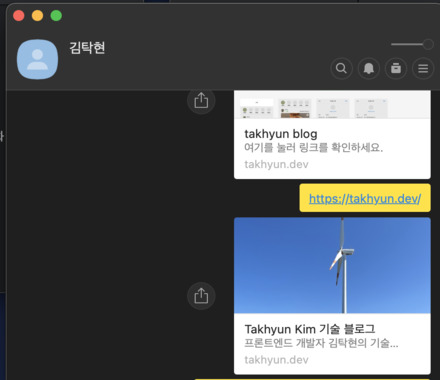 김탁현
takhyun blog
여기를 눌러 링크를 확인하세요.
takhyun.dev
https://takhyun.dev/
Takhyun Kim 기술 블로그
프론트엔드 개발자 김탁현의 기술...
takhyun.dev